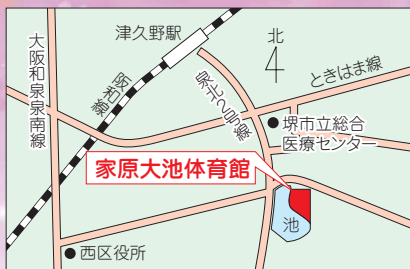 津久野駅
北
大阪和泉泉南線
阪和線
泉北2号線
ときはま線
堺市立総合
医療センター
家原大池体育館
池
西区役所